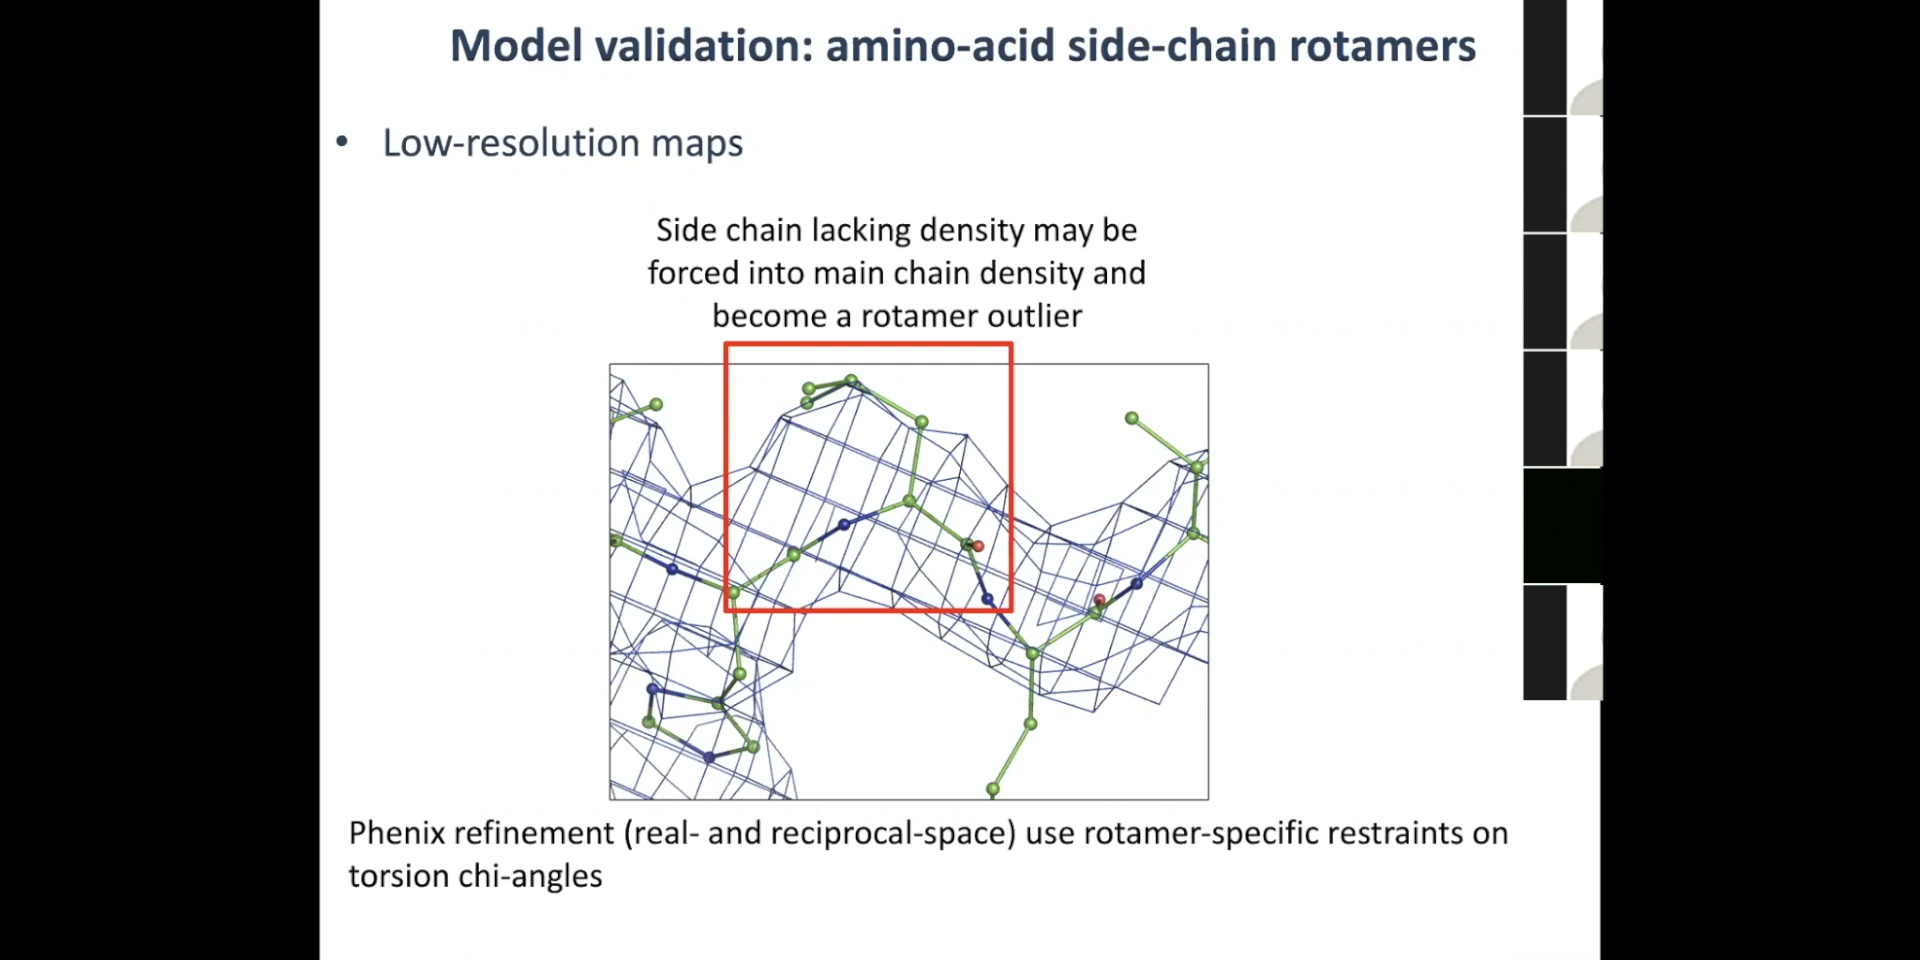 Model validation: amino-acid side-chain rotamers
• Low-resolution maps
Side chain lacking density may be
forced into main chain density and
become a rotamer outlier
Phenix refinement (real- and reciprocal-space) use rotamer-specific restraints on
torsion chi-angles